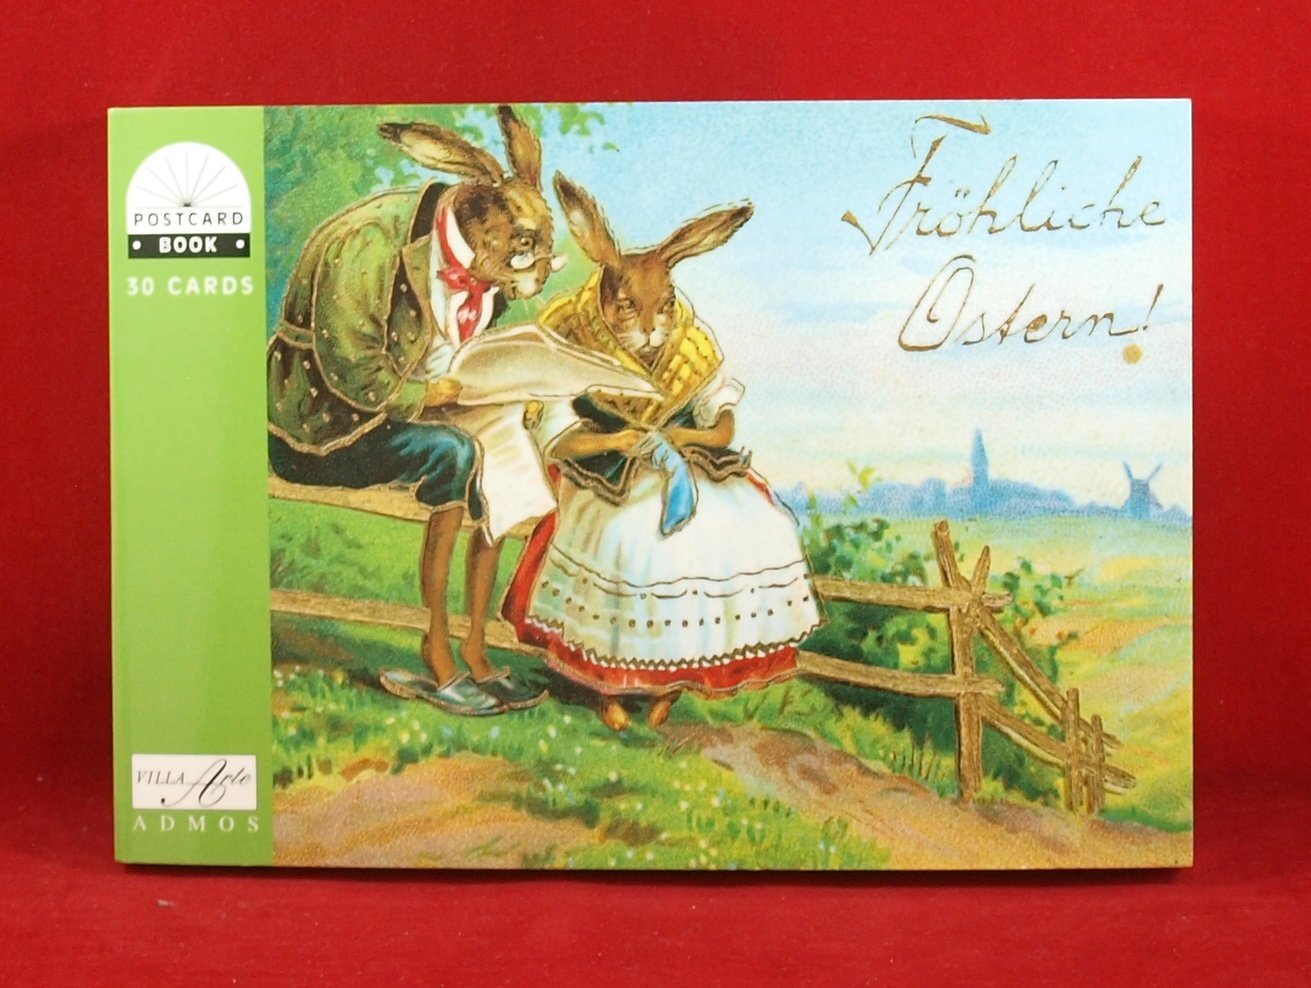 POSTCARD
BOOK
30 CARDS
Fröhliche
Ostern!
VILLA Arte
ADMOS